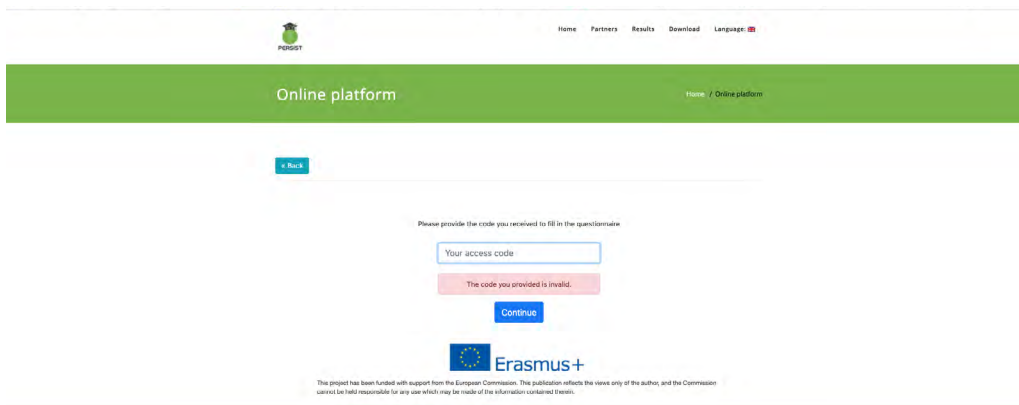 PERSIST
Home Partners Results Download Language:
Online platform
Home / Online platform
« Back
Please provide the code you received to fill in the questionnaire
Your access code
The code you provided is invalid.
Continue
Erasmus+
This project has been funded with support from the European Commission. This publication reflects the views only of the author, and the Commission
cannot be held responsible for any use which may be made of the information contained therein.